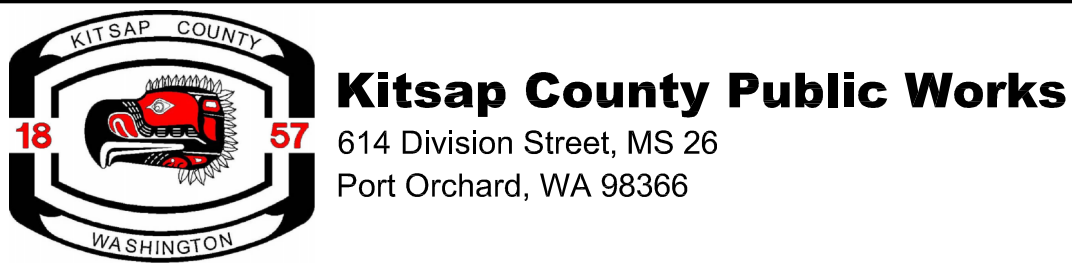 KITSAP COUNTY
18 57
WASHINGTON
Kitsap County Public Works
614 Division Street, MS 26
Port Orchard, WA 98366